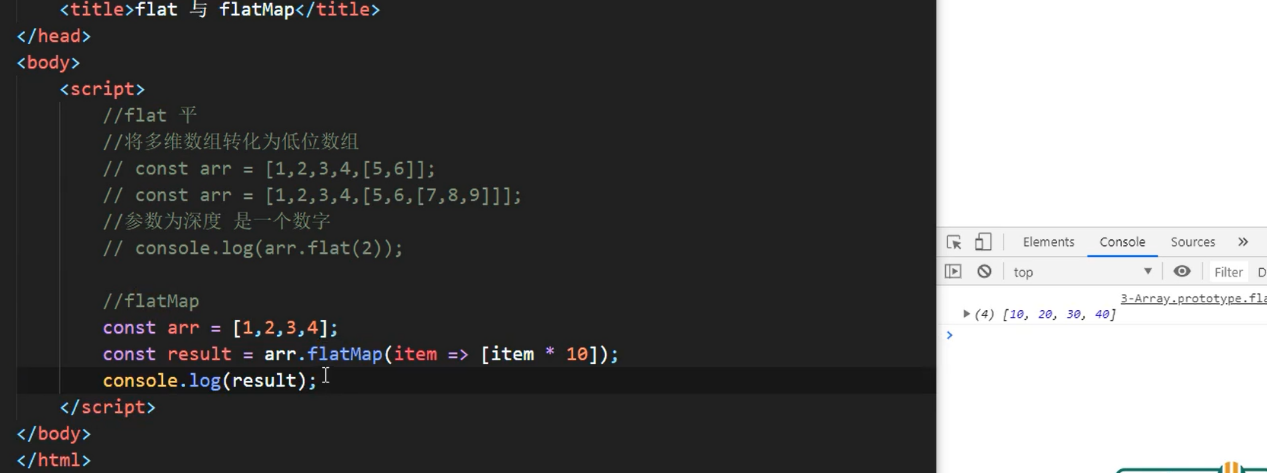 <title>flat 与 flatMap</title>
</head>
<body>
<script>
//flat 平
//将多维数组转化为低位数组
// const arr = [1,2,3,4,[5,6]];
// const arr = [1,2,3,4,[5,6,[7,8,9]]];
//参数为深度 是一个数字
// console.log(arr.flat(2));
//flatMap
const arr = [1,2,3,4];
const result = arr.flatMap(item => [item * 10]);
console.log(result);
</script>
</body>
</html>
Elements Console Sources »
top Filter D
3-Array.prototype.fla
(4) [10, 20, 30, 40]